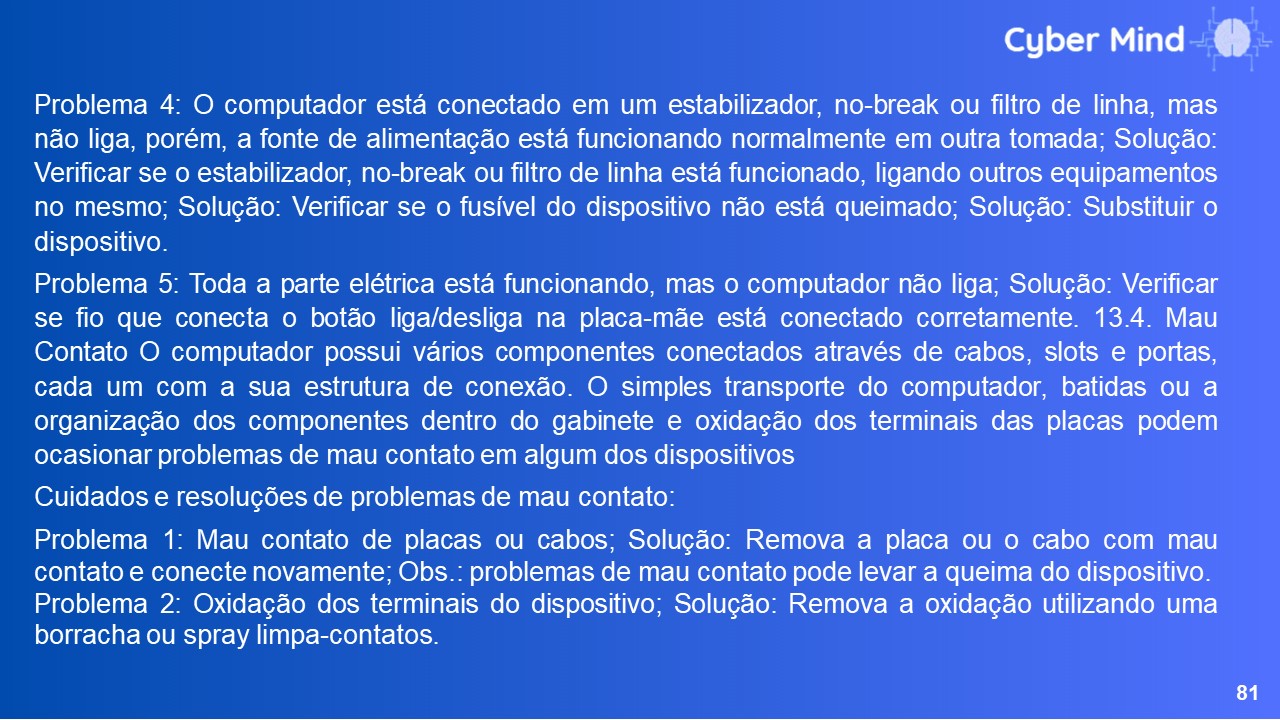 Cyber Mind
Problema 4: O computador está conectado em um estabilizador, no-break ou filtro de linha, mas
não liga, porém, a fonte de alimentação está funcionando normalmente em outra tomada; Solução:
Verificar se o estabilizador, no-break ou filtro de linha está funcionado, ligando outros equipamentos
no mesmo; Solução: Verificar se o fusível do dispositivo não está queimado; Solução: Substituir o
dispositivo.
Problema 5: Toda a parte elétrica está funcionando, mas o computador não liga; Solução: Verificar
se fio que conecta o botão liga/desliga na placa-mãe está conectado corretamente. 13.4. Mau
Contato O computador possui vários componentes conectados através de cabos, slots e portas,
cada um com a sua estrutura de conexão. O simples transporte do computador, batidas ou a
organização dos componentes dentro do gabinete e oxidação dos terminais das placas podem
ocasionar problemas de mau contato em algum dos dispositivos
Cuidados e resoluções de problemas de mau contato:
Problema 1: Mau contato de placas ou cabos; Solução: Remova a placa ou o cabo com mau
contato e conecte novamente; Obs.: problemas de mau contato pode levar a queima do dispositivo.
Problema 2: Oxidação dos terminais do dispositivo; Solução: Remova a oxidação utilizando uma
borracha ou spray limpa-contatos.
81